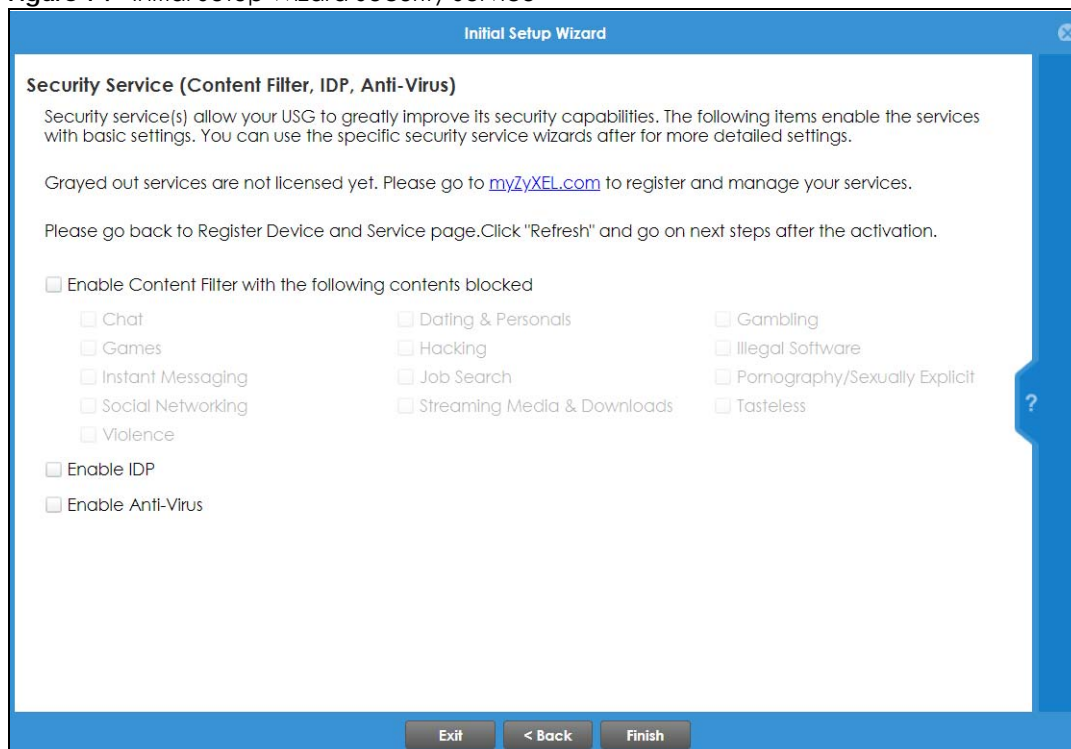 Initial Setup Wizard
Security Service (Content Filter, IDP, Anti-Virus)
Security service(s) allow your USG to greatly improve its security capabilities. The following items enable the services
with basic settings. You can use the specific security service wizards after for more detailed settings.
Grayed out services are not licensed yet. Please go to myZyXEL.com to register and manage your services.
Please go back to Register Device and Service page.Click "Refresh" and go on next steps after the activation.
Enable Content Filter with the following contents blocked
Chat Dating & Personals Gambling
Games Hacking Illegal Software
Instant Messaging Job Search Pornography/Sexually Explicit
Social Networking Streaming Media & Downloads Tasteless
Violence
?
Enable IDP
Enable Anti-Virus
Exit < Back Finish